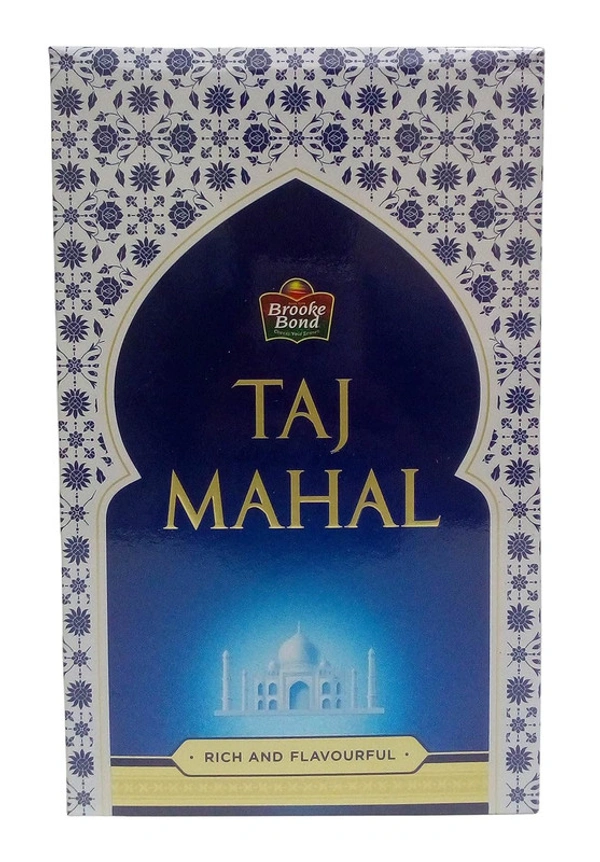 Brooke
Bond
TAJ
MAHAL
· RICH AND FLAVOURFUL ·